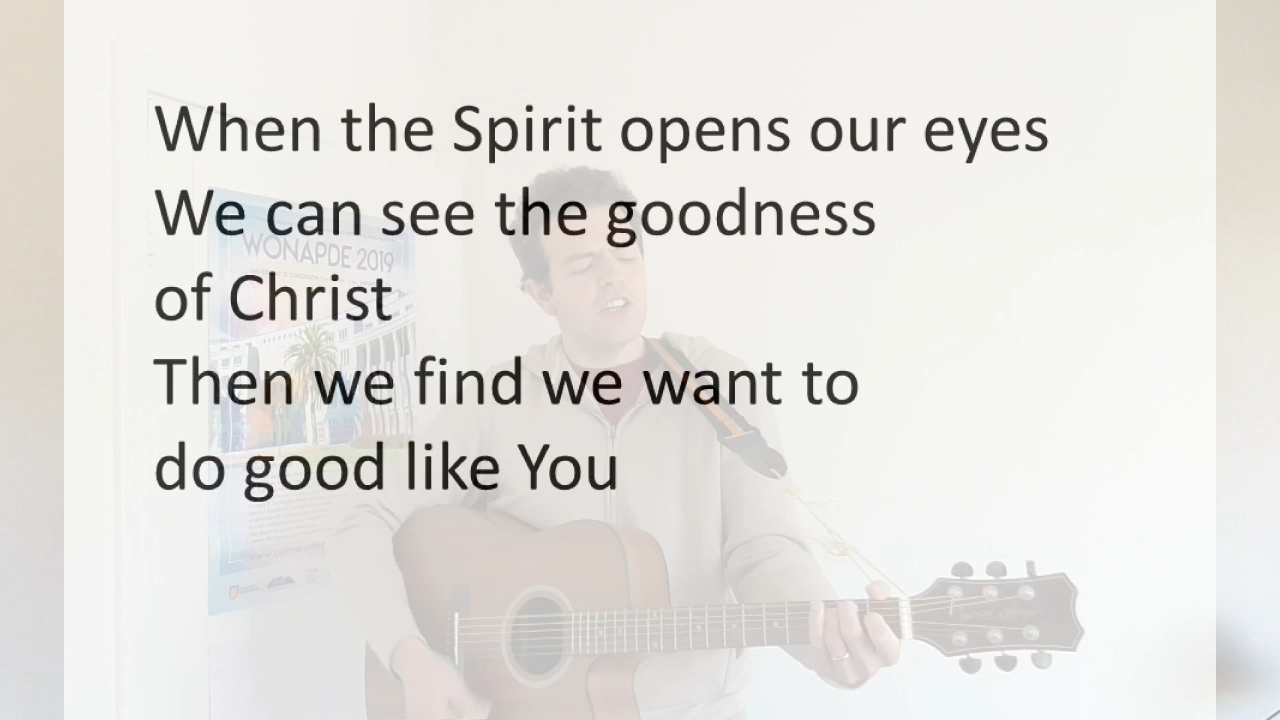 When the Spirit opens our eyes
We can see the goodness
of Christ
Then we find we want to
do good like You
WONAPDE 2019